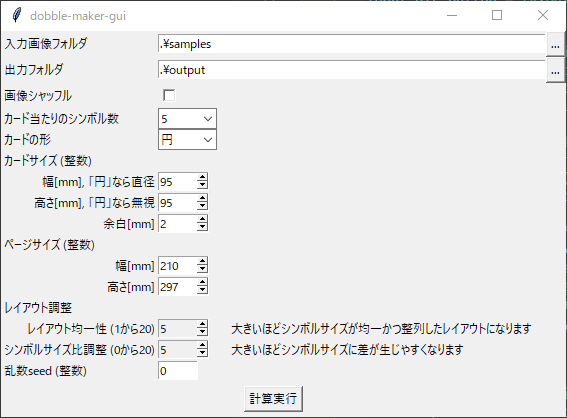 dobble-maker-gui
入力画像フォルダ .¥samples ...
出力フォルダ .¥output ...
画像シャッフル
カード当たりのシンボル数 5
カードの形 円
カードサイズ (整数)
幅[mm], 「円」なら直径 95
高さ[mm], 「円」なら無視 95
余白[mm] 2
ページサイズ (整数)
幅[mm] 210
高さ[mm] 297
レイアウト調整
レイアウト均一性 (1から20) 5 大きいほどシンボルサイズが均一かつ整列したレイアウトになります
シンボルサイズ比調整 (0から20) 5 大きいほどシンボルサイズに差が生じやすくなります
乱数seed (整数) 0
計算実行